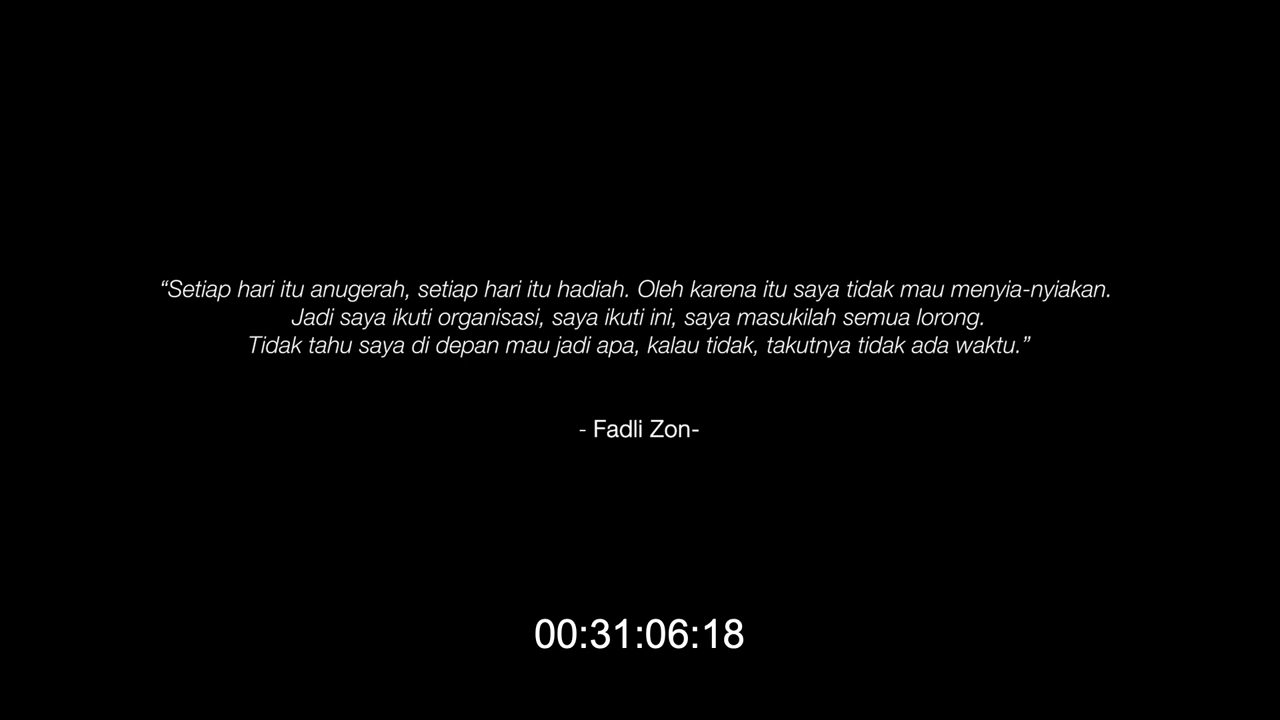 “Setiap hari itu anugerah, setiap hari itu hadiah. Oleh karena itu saya tidak mau menyia-nyiakan.
Jadi saya ikuti organisasi, saya ikuti ini, saya masukilah semua lorong.
Tidak tahu saya di depan mau jadi apa, kalau tidak, takutnya tidak ada waktu.”
- Fadli Zon-
00:31:06:18